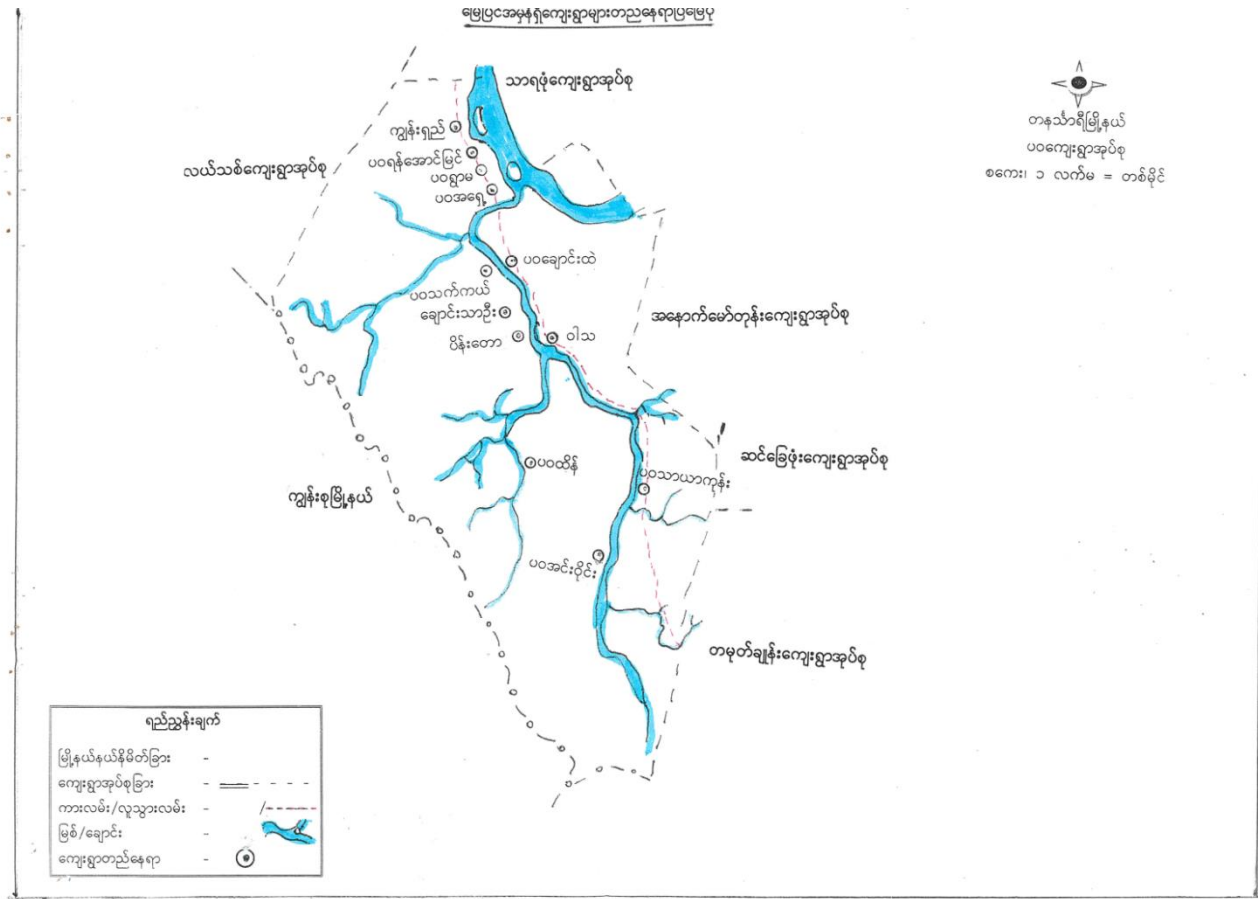 မြေပြင်အမှန်ရှိကျေးရွာများတည်နေရာပြမြေပုံ
သာရဖုံကျေးရွာအုပ်စု
တနင်္သာရီမြို့နယ်
ပဝကျေးရွာအုပ်စု
စကေး၊ ၁ လက်မ = တစ်မိုင်
ကျွန်းရှည်
ပဝရန်အောင်မြင်
လယ်သစ်ကျေးရွာအုပ်စု
ပဝရွာမ
ပဝအရှေ့
ပဝချောင်းထဲ
ပဝသက်ကယ်
ချောင်းသာဦး
အနောက်မော်တုန်းကျေးရွာအုပ်စု
ပိန်းတော
ဝါသ
ဆင်ခြေဖုံးကျေးရွာအုပ်စု
ပဝထိန်
ပဝသာယာကုန်း
ကျွန်းစုမြို့နယ်
ပဝအင်းဝိုင်း
တမုတ်ချုန်းကျေးရွာအုပ်စု
ရည်ညွှန်းချက်
မြို့နယ်နယ်နိမိတ်ခြား -
ကျေးရွာအုပ်စုခြား -
ကားလမ်း/လူသွားလမ်း - /
မြစ်/ချောင်း -
ကျေးရွာတည်နေရာ -